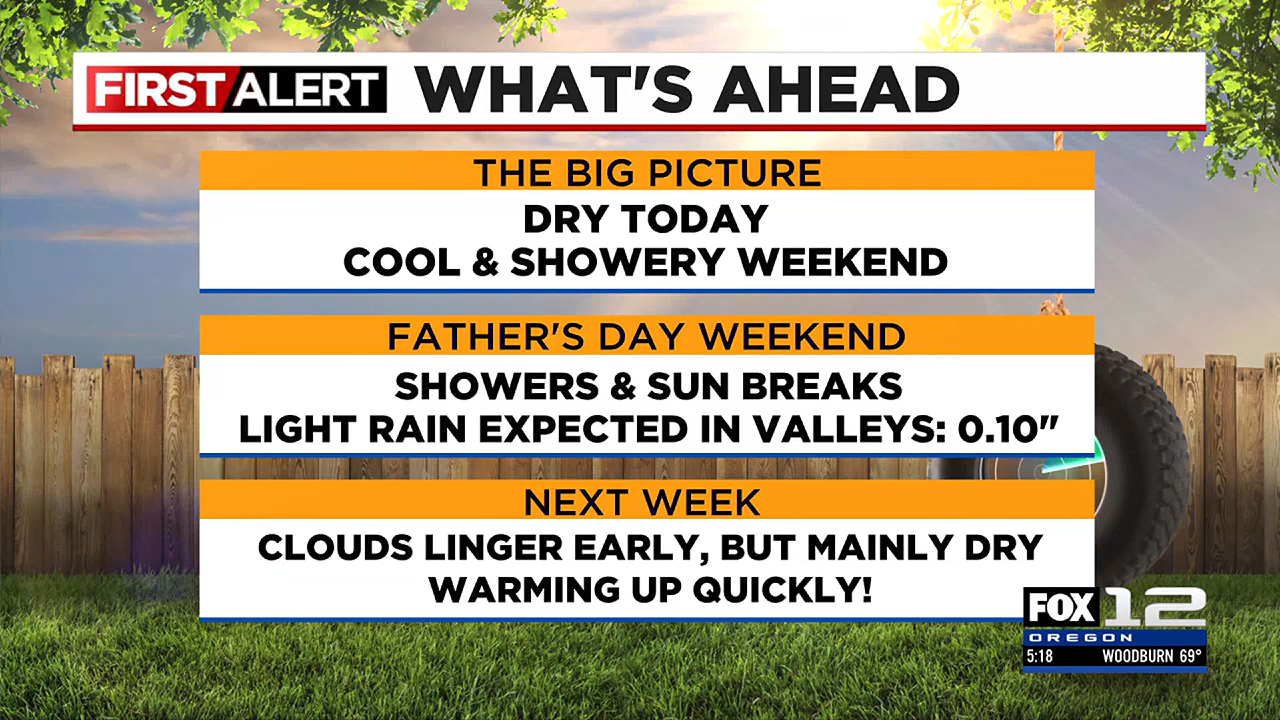 FIRST ALERT WHAT'S AHEAD
THE BIG PICTURE
DRY TODAY
COOL & SHOWERY WEEKEND
FATHER'S DAY WEEKEND
SHOWERS & SUN BREAKS
LIGHT RAIN EXPECTED IN VALLEYS: 0.10"
NEXT WEEK
CLOUDS LINGER EARLY, BUT MAINLY DRY
WARMING UP QUICKLY!
FOX 12
OREGON
5:18 WOODBURN 69°